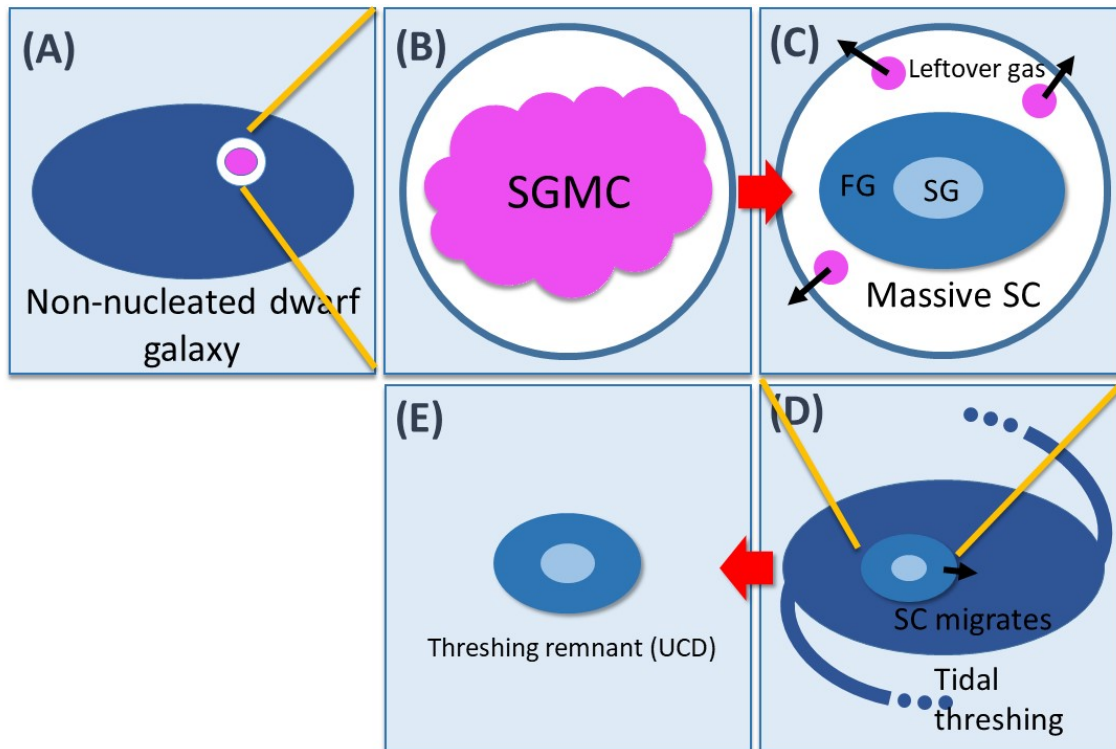 (A)
Non-nucleated dwarf
galaxy
(B)
SGMC
(C)
Leftover gas
FG
SG
Massive SC
(E)
Threshing remnant (UCD)
(D)
SC migrates
Tidal
threshing